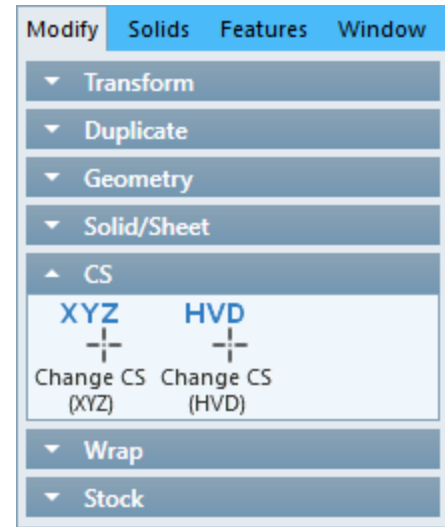 Modify Solids Features Window
Transform
Duplicate
Geometry
Solid/Sheet
CS
XYZ HVD
Change CS Change CS
(XYZ) (HVD)
Wrap
Stock